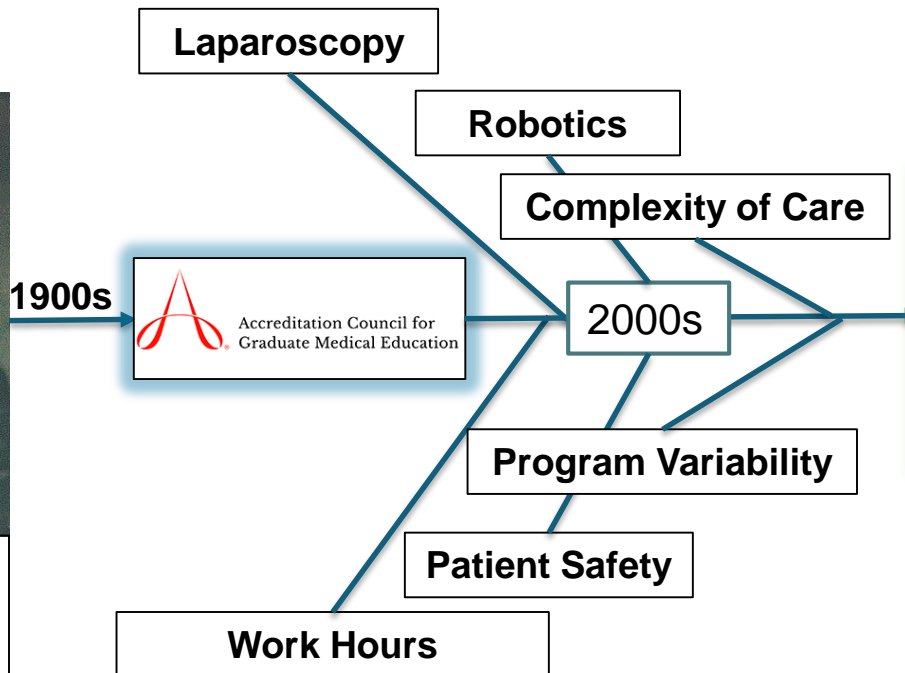 Laparoscopy
Robotics
Complexity of Care
1900s
Accreditation Council for
Graduate Medical Education
2000s
Program Variability
Patient Safety
Work Hours